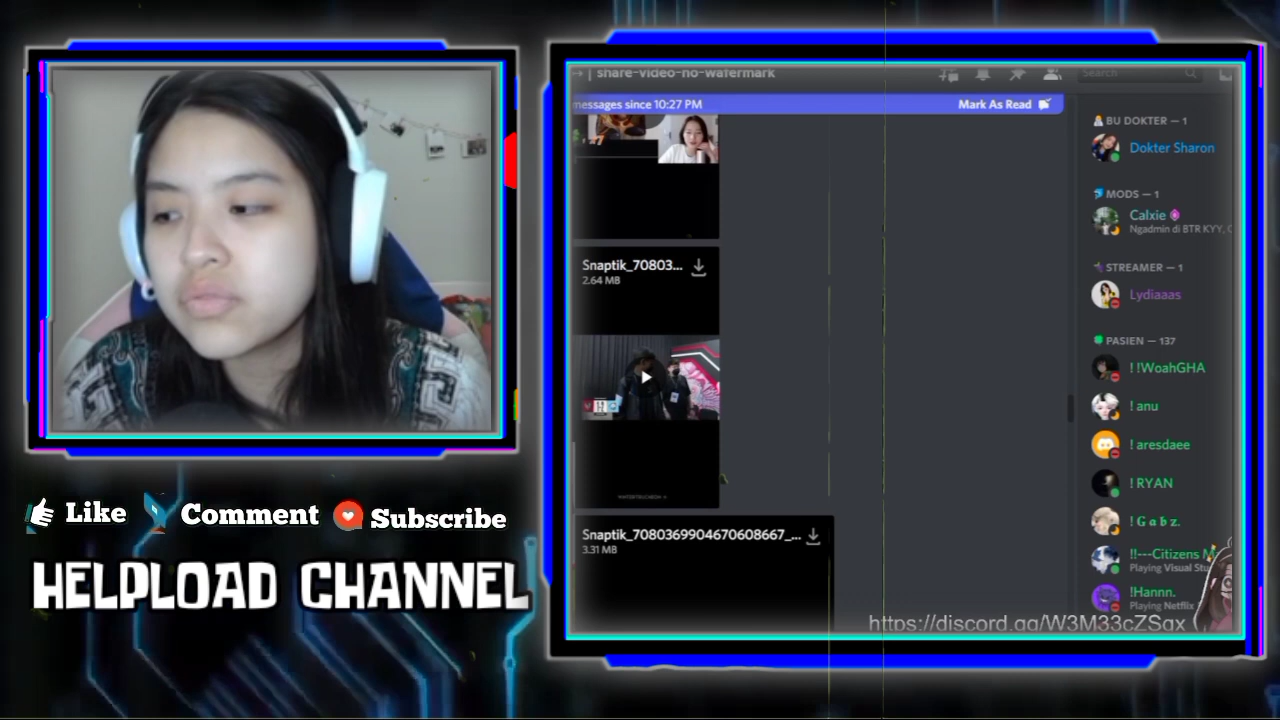 share-video-no-watermark
Search
messages since 10:27 PM
Mark As Read
BU DOKTER — 1
Dokter Sharon
MODS — 1
Calxie
Ngadmin di BTR KYY,
Snaptik_70803...
2.64 MB
STREAMER — 1
Lydiaaas
PASIEN — 137
! !WoahGHA
! anu
! aresdaee
! RYAN
Snaptik_7080369904670608667_...
3.31 MB
! G a b z.
!!---Citizens
Playing Visual Stu
!Hannn.
Playing Netflix
https://discord.gg/W3M33cZSgx
Like Comment Subscribe
HELPLOAD CHANNEL